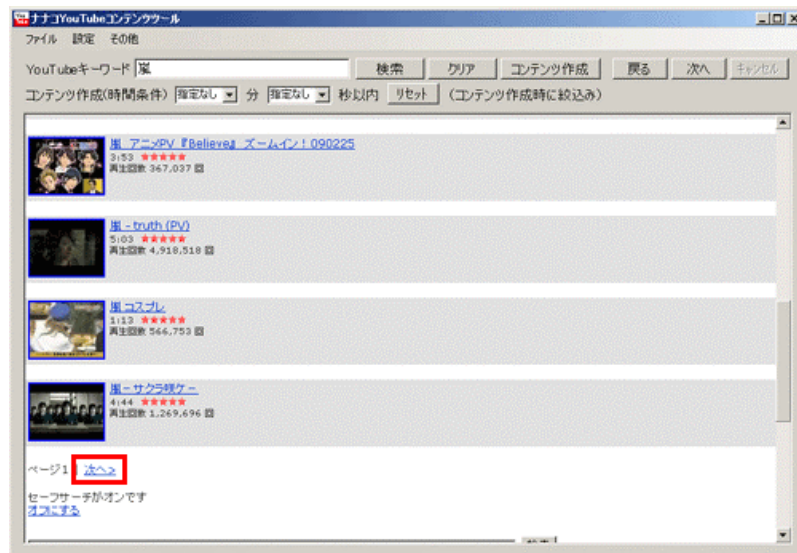 ナナコYouTubeコンテンツツール
ファイル 設定 その他
YouTubeキーワード 嵐 検索 クリア コンテンツ作成 戻る 次へ キャンセル
コンテンツ作成(時間条件) 指定なし 分 指定なし 秒以内 リセット (コンテンツ作成時に絞込み)
嵐 アニメPV 『Believe』 ズームイン！090225
3:53 ★★★★★
再生回数 367,037 回
嵐 - truth (PV)
5:03 ★★★★★
再生回数 4,918,518 回
嵐 コスプレ
1:13 ★★★★★
再生回数 566,753 回
嵐－サクラ咲ケ－
4:44 ★★★★★
再生回数 1,269,696 回
ページ1 | 次へ>
セーフサーチがオンです
オフにする